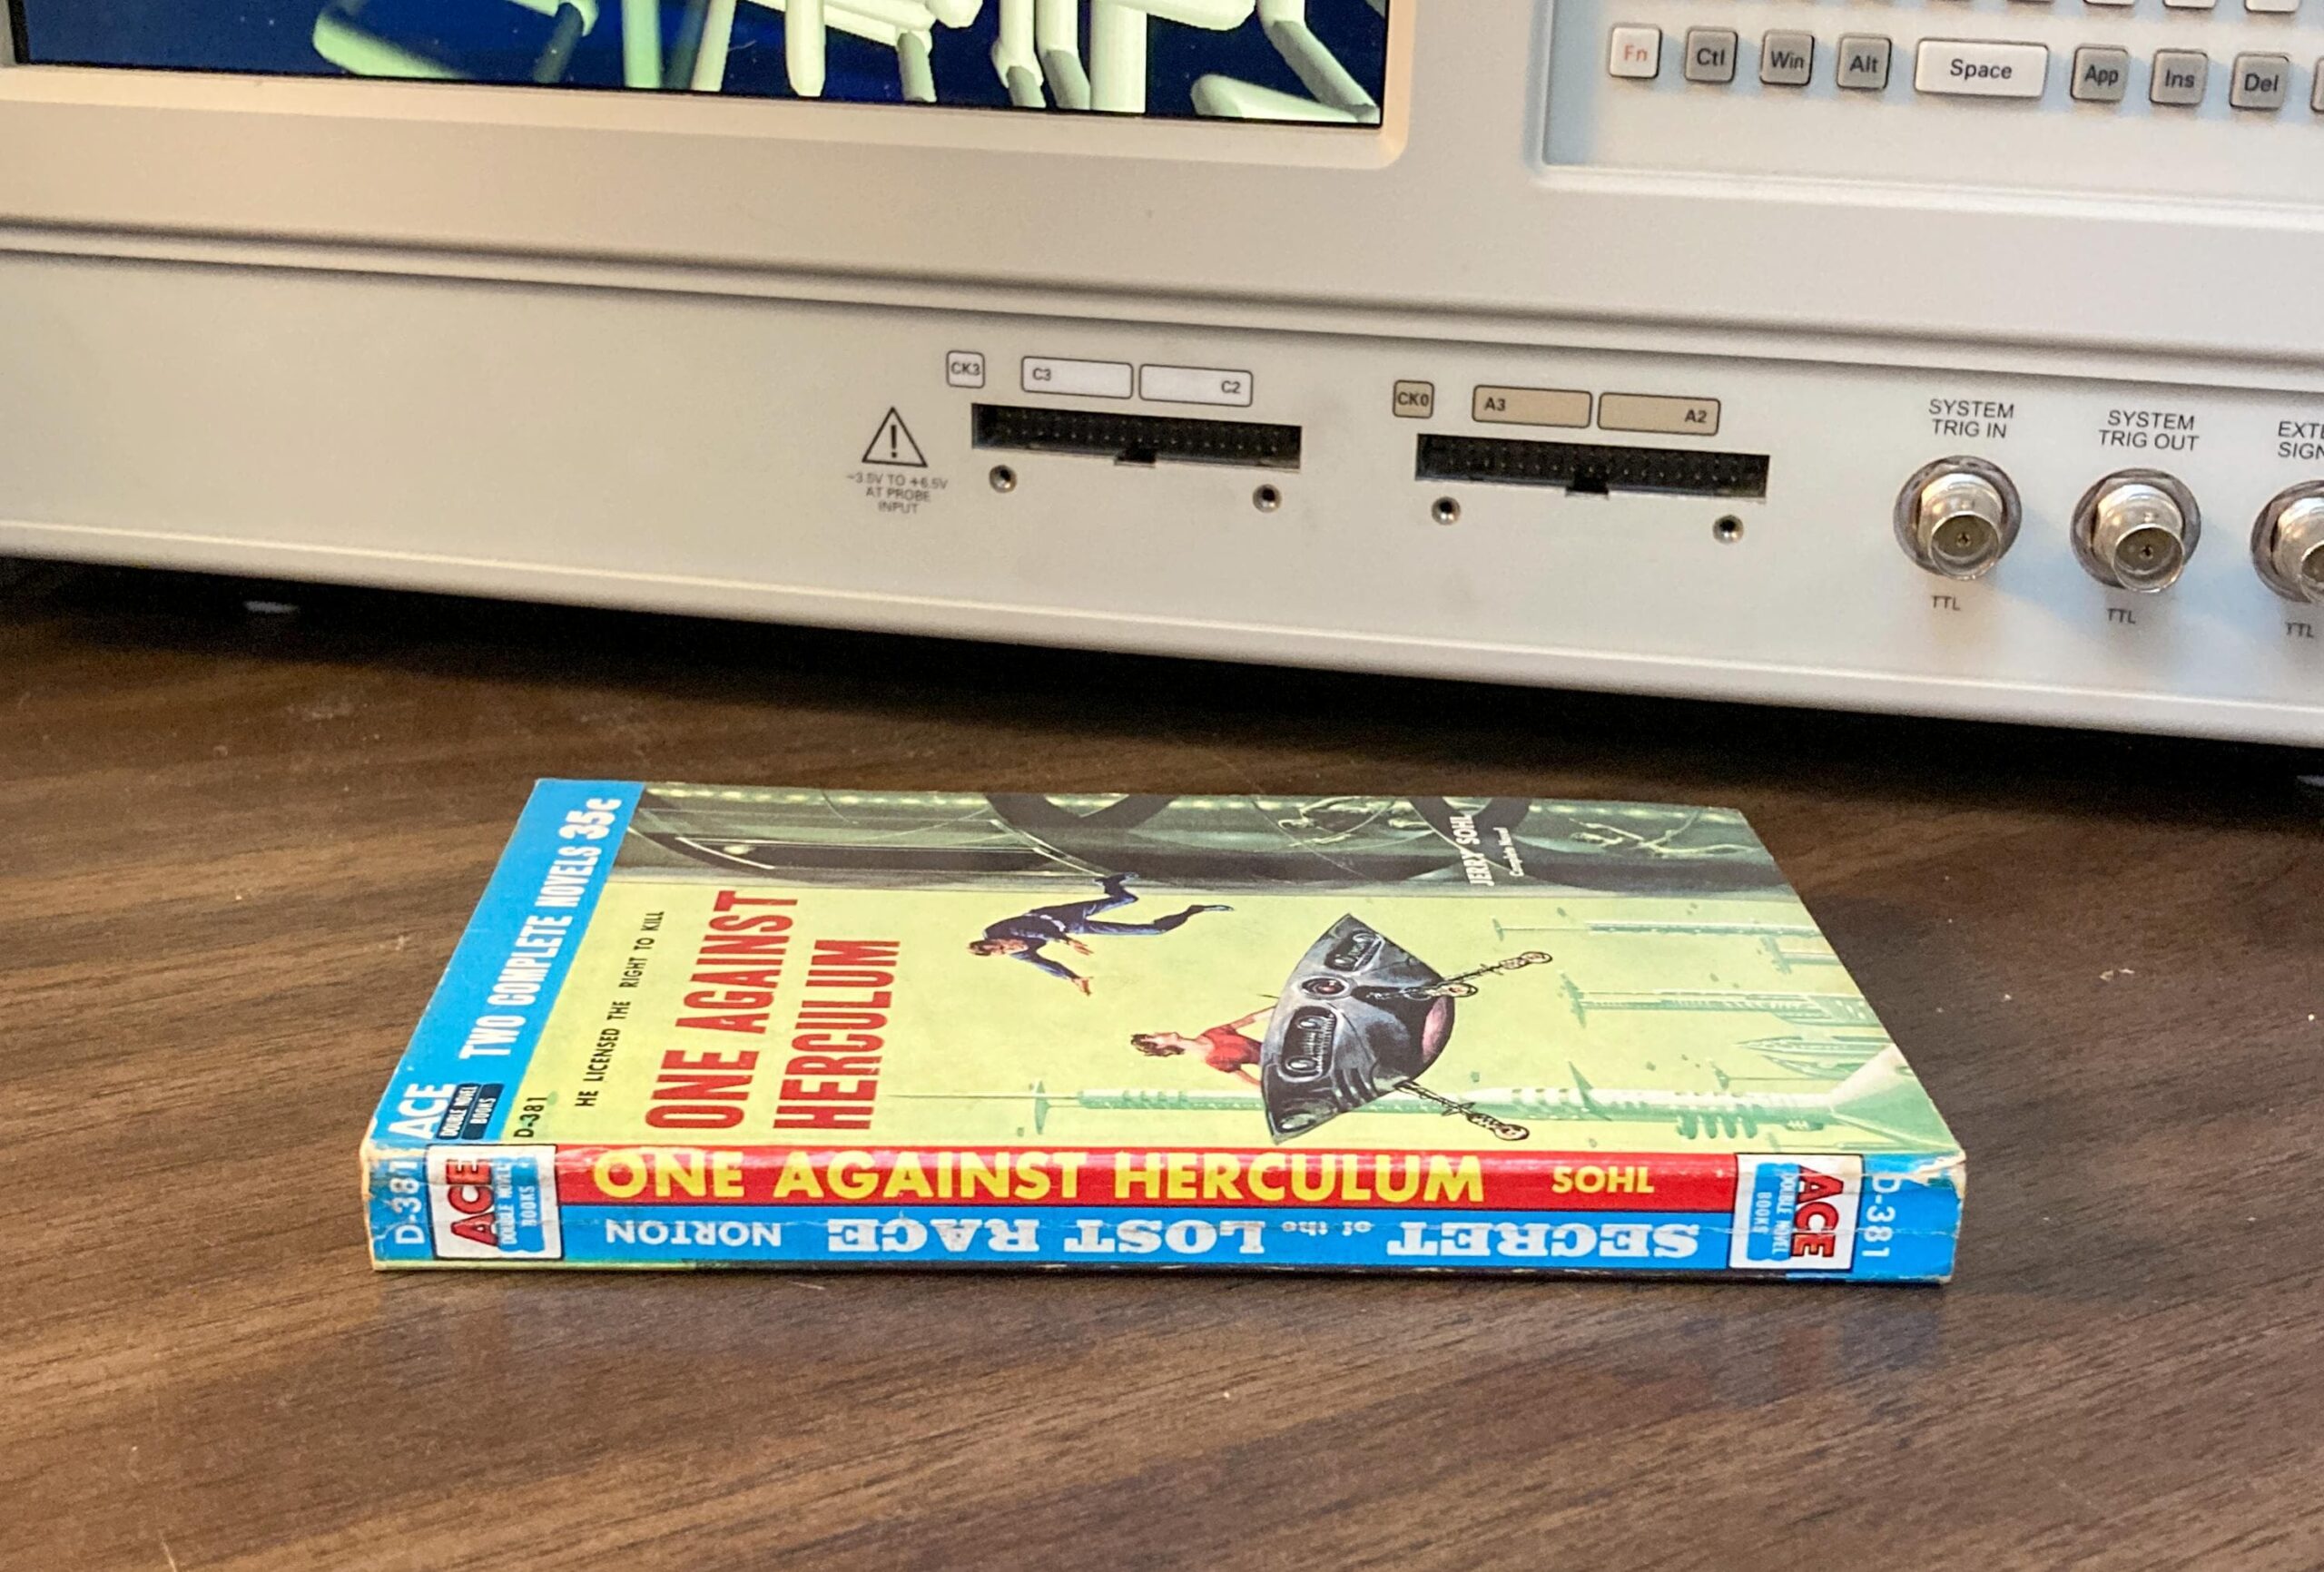 Fn Ctl Win Alt Space App Ins Del
CK3 C3 C2
CK0 A3 A2
-3.5V TO +6.5V
AT PROBE
INPUT
SYSTEM
TRIG IN
TTL
SYSTEM
TRIG OUT
TTL
TTL
ACE
DOUBLE NOVEL
BOOKS
TWO COMPLETE NOVELS 35c
D-381
HE LICENSED THE RIGHT TO KILL
ONE AGAINST
HERCULUM
JERRY SOHL
Complete Novel
D-381
ACE
DOUBLE NOVEL
BOOKS
ONE AGAINST HERCULUM SOHL
SECRET of the LOST RACE NORTON
ACE
DOUBLE NOVEL
BOOKS
D-381